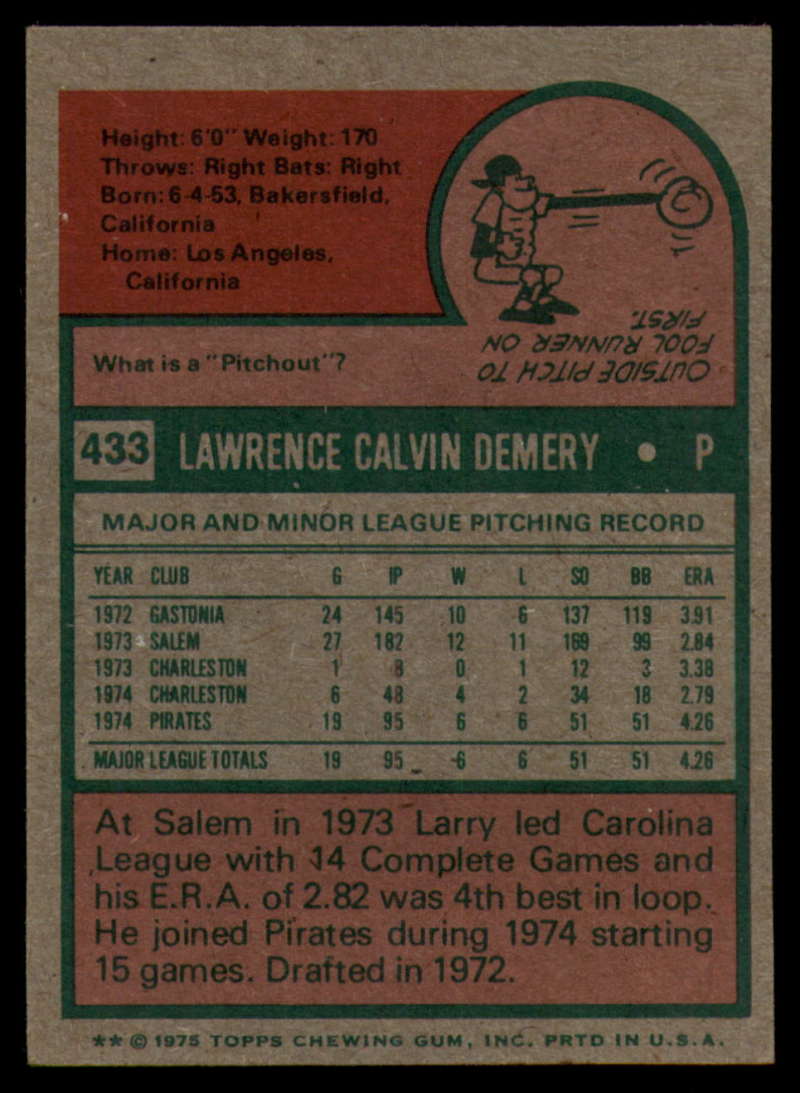 Height: 6'0" Weight: 170
Throws: Right Bats: Right
Born: 6-4-53, Bakersfield,
California
Home: Los Angeles,
California
What is a "Pitchout"?
OUTSIDE PITCH TO
FOOL RUNNER ON
FIRST.
433 LAWRENCE CALVIN DEMERY • P
MAJOR AND MINOR LEAGUE PITCHING RECORD
YEAR CLUB G IP W L SO BB ERA
1972 GASTONIA 24 145 10 6 137 119 3.91
1973 SALEM 27 182 12 11 169 99 2.84
1973 CHARLESTON 1 8 0 1 12 3 3.38
1974 CHARLESTON 6 48 4 2 34 18 2.79
1974 PIRATES 19 95 6 6 51 51 4.26
MAJOR LEAGUE TOTALS 19 95 6 6 51 51 4.26
At Salem in 1973 Larry led Carolina
League with 14 Complete Games and
his E.R.A. of 2.82 was 4th best in loop.
He joined Pirates during 1974 starting
15 games. Drafted in 1972.
** © 1975 TOPPS CHEWING GUM, INC. PRTD IN U.S.A.